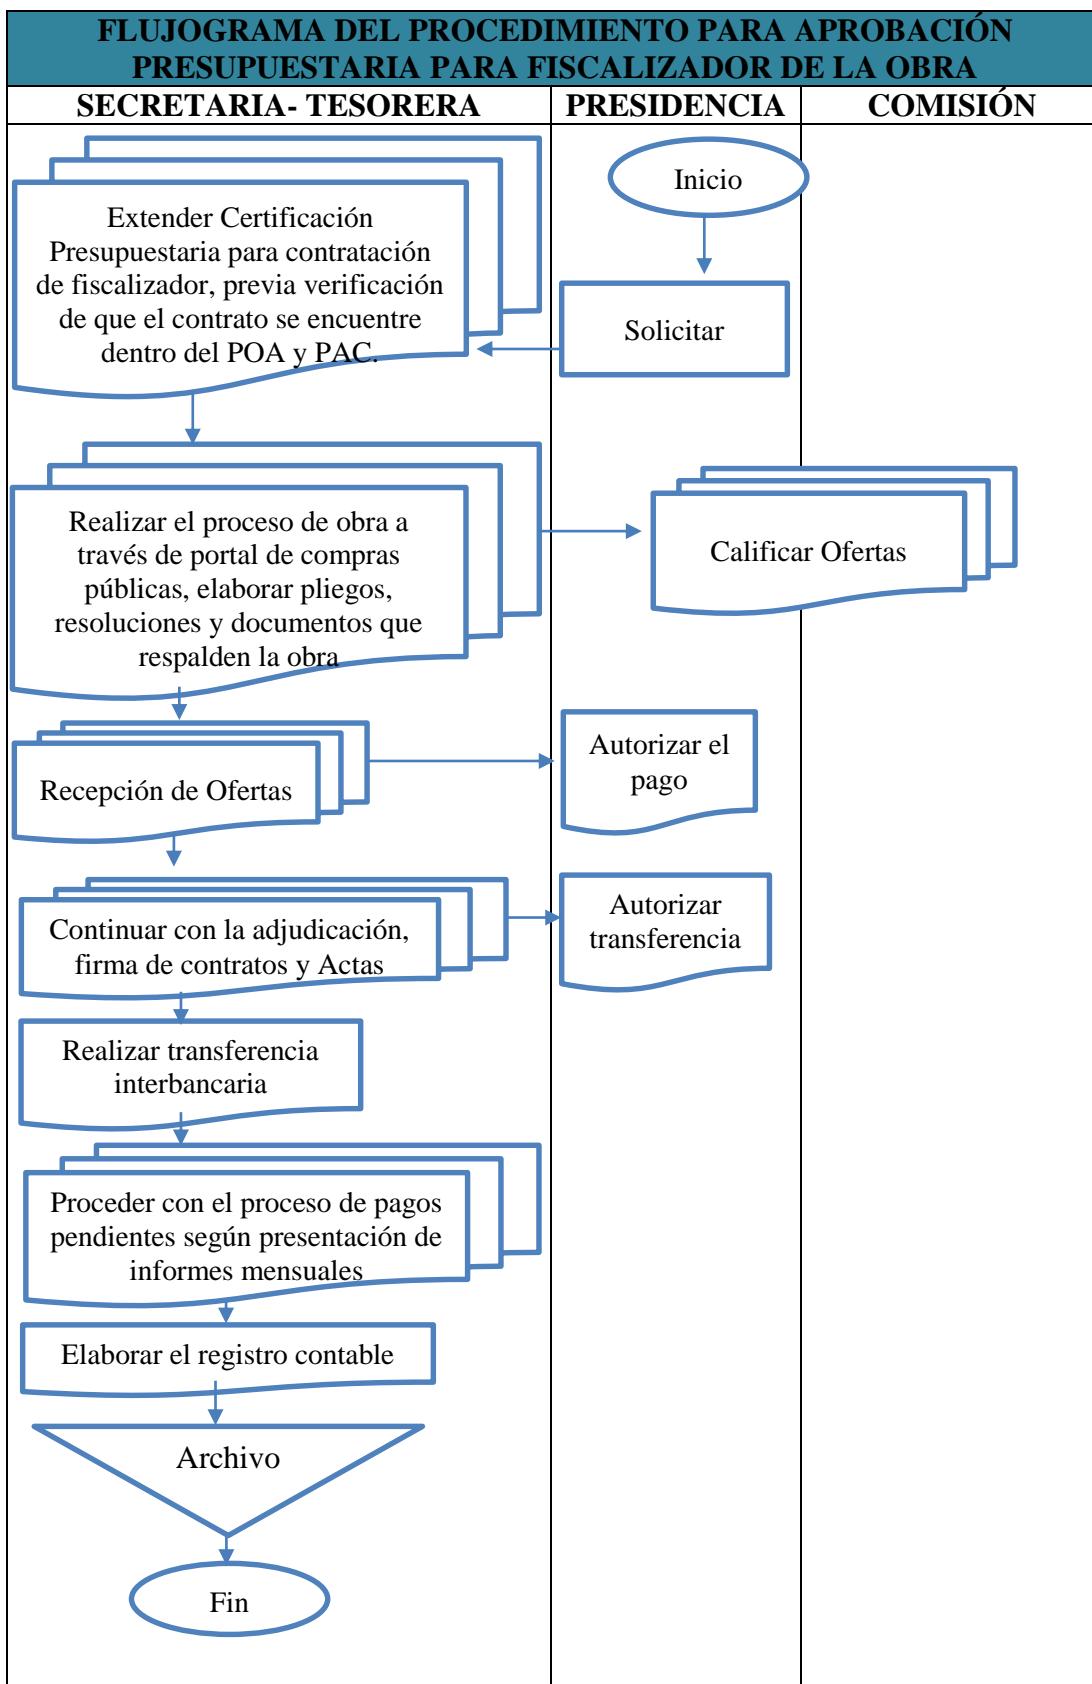 FLUJOGRAMA DEL PROCEDIMIENTO PARA APROBACIÓN
PRESUPUESTARIA PARA FISCALIZADOR DE LA OBRA
SECRETARIA- TESORERA
PRESIDENCIA
COMISIÓN
Inicio
Extender Certificación
Presupuestaria para contratación
de fiscalizador, previa verificación
de que el contrato se encuentre
dentro del POA y PAC.
Solicitar
Realizar el proceso de obra a
través de portal de compras
públicas, elaborar pliegos,
resoluciones y documentos que
respalden la obra
Calificar Ofertas
Recepción de Ofertas
Autorizar el
pago
Continuar con la adjudicación,
firma de contratos y Actas
Autorizar
transferencia
Realizar transferencia
interbancaria
Proceder con el proceso de pagos
pendientes según presentación de
informes mensuales
Elaborar el registro contable
Archivo
Fin